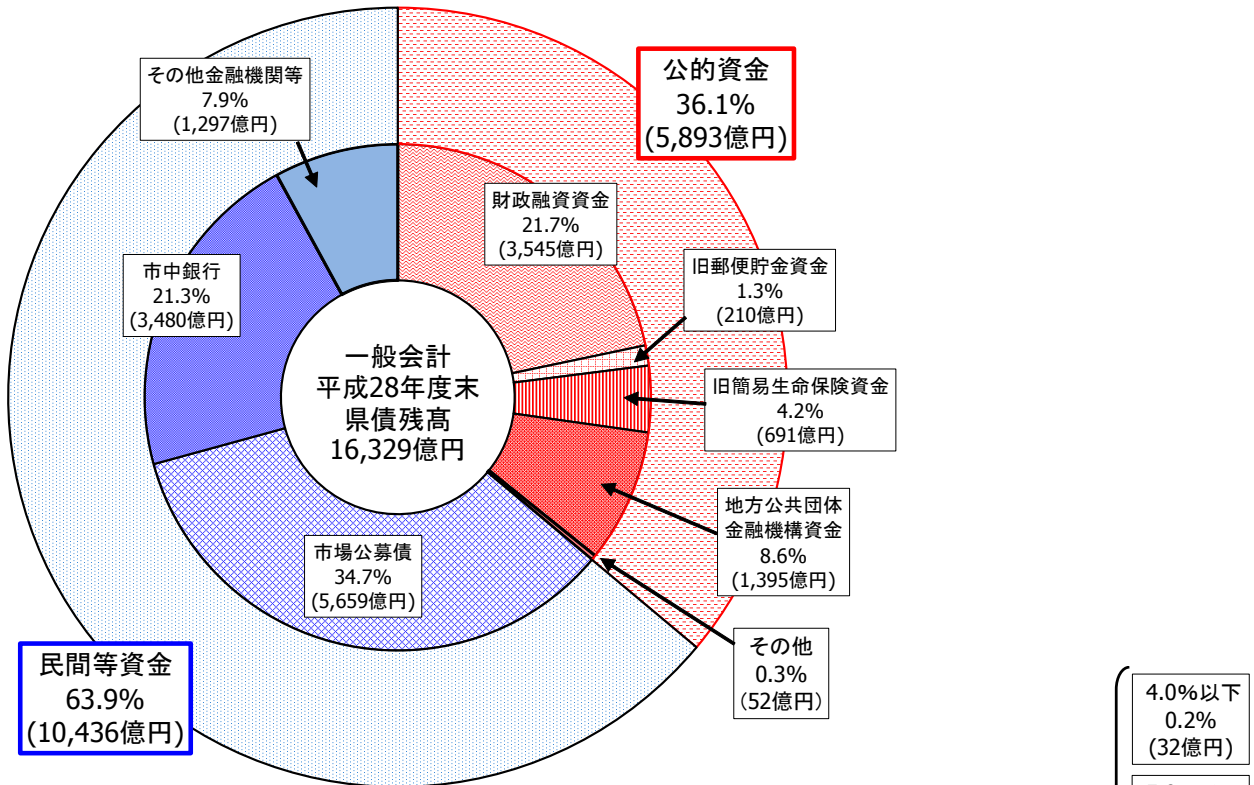 その他金融機関等
7.9%
(1,297億円)
公的資金
36.1%
(5,893億円)
財政融資資金
21.7%
(3,545億円)
旧郵便貯金資金
1.3%
(210億円)
市中銀行
21.3%
(3,480億円)
一般会計
平成28年度末
県債残高
16,329億円
旧簡易生命保険資金
4.2%
(691億円)
地方公共団体
金融機構資金
8.6%
(1,395億円)
市場公募債
34.7%
(5,659億円)
その他
0.3%
(52億円)
民間等資金
63.9%
(10,436億円)
4.0%以下
0.2%
(32億円)